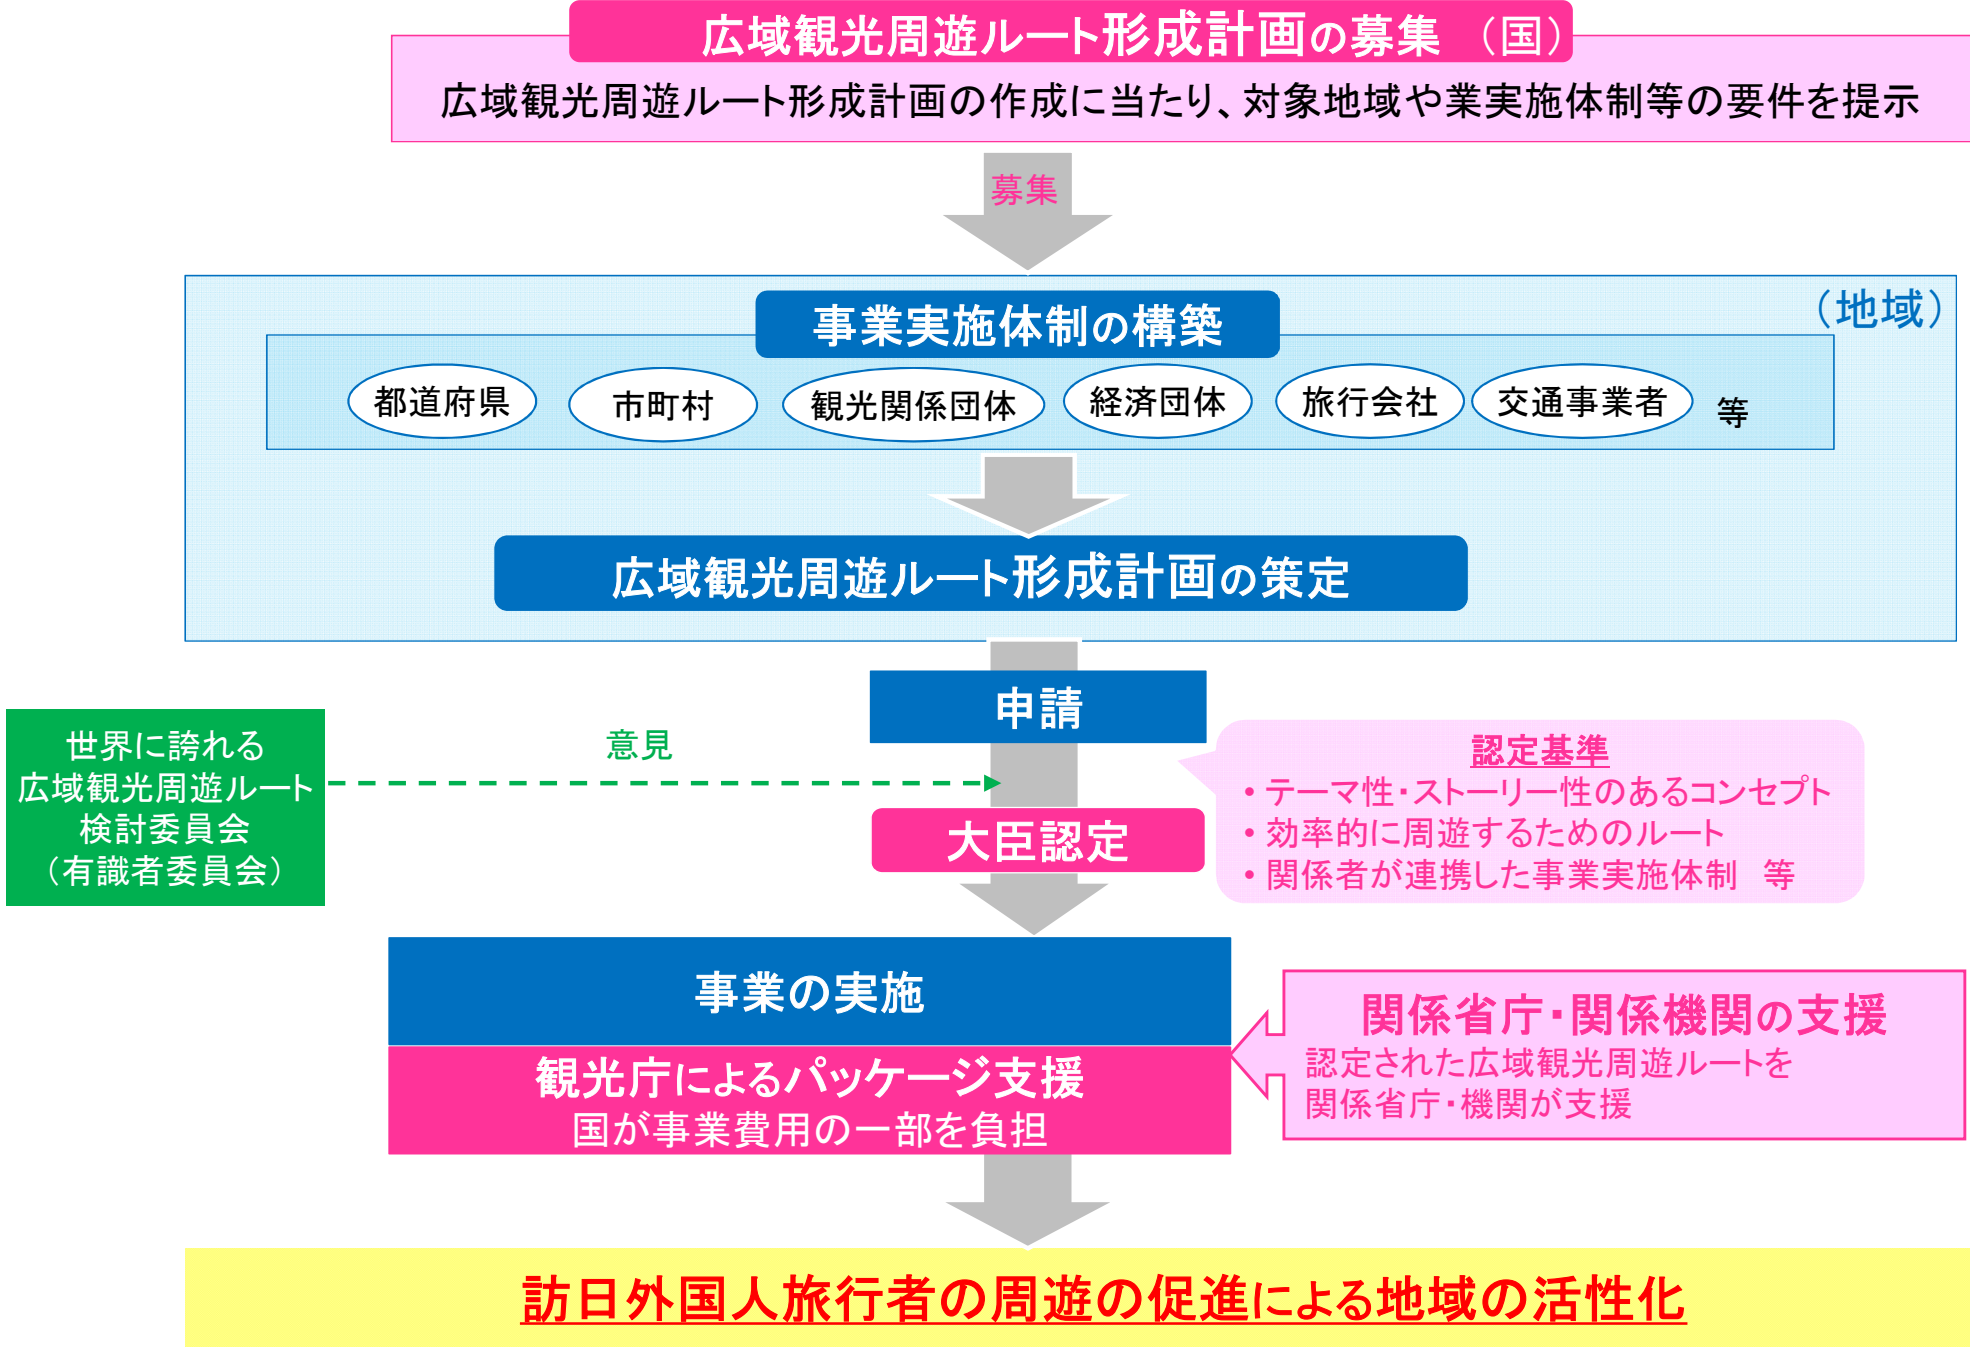 広域観光周遊ルート形成計画の募集 （国）
広域観光周遊ルート形成計画の作成に当たり、対象地域や業実施体制等の要件を提示
募集
（地域）
事業実施体制の構築
都道府県 市町村 観光関係団体 経済団体 旅行会社 交通事業者 等
広域観光周遊ルート形成計画の策定
申請
世界に誇れる
広域観光周遊ルート
検討委員会
（有識者委員会）
意見
認定基準
・テーマ性・ストーリー性のあるコンセプト
・効率的に周遊するためのルート
・関係者が連携した事業実施体制 等
大臣認定
事業の実施
観光庁によるパッケージ支援
国が事業費用の一部を負担
関係省庁・関係機関の支援
認定された広域観光周遊ルートを
関係省庁・機関が支援
訪日外国人旅行者の周遊の促進による地域の活性化